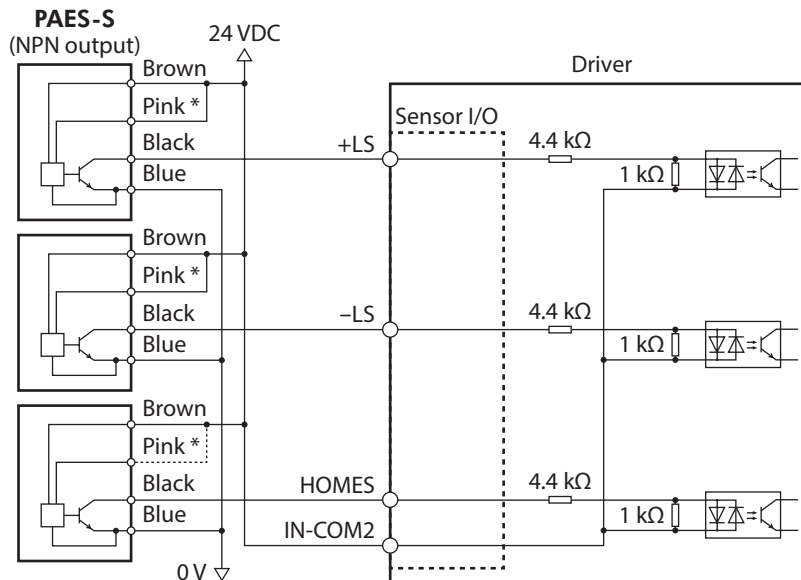 PAES-S
(NPN output)
24 VDC
Driver
Sensor I/O
Brown
Pink *
Black
Blue
+LS
4.4 kΩ
1 kΩ
Brown
Pink *
Black
Blue
–LS
4.4 kΩ
1 kΩ
Brown
Pink *
Black
Blue
HOMES
IN-COM2
4.4 kΩ
1 kΩ
0 V